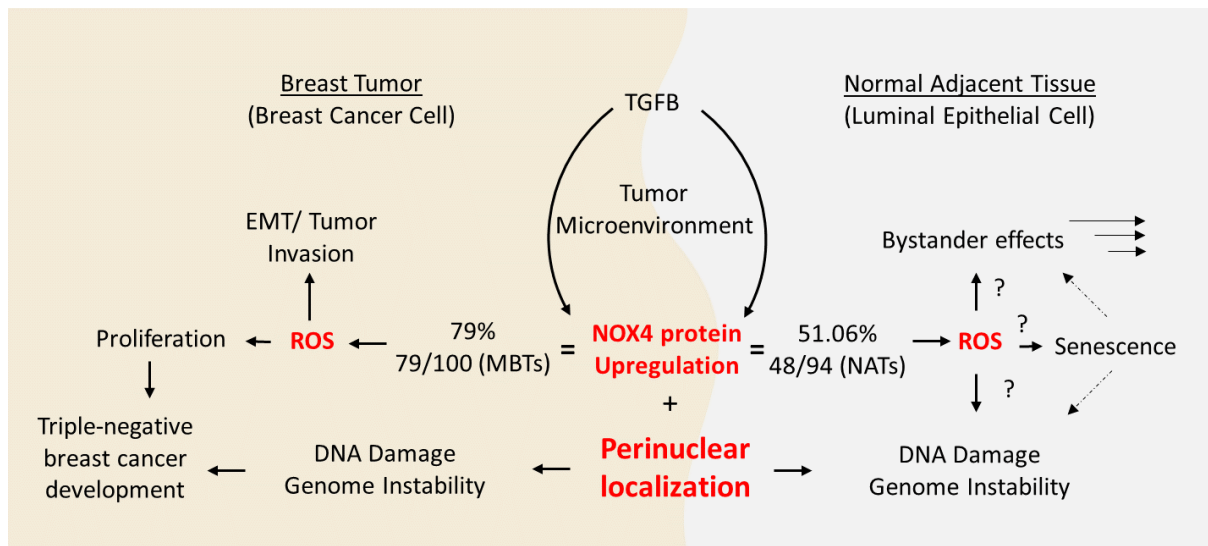 Breast Tumor
(Breast Cancer Cell)
TGFB
Normal Adjacent Tissue
(Luminal Epithelial Cell)
Tumor
Microenvironment
EMT/ Tumor
Invasion
Bystander effects
?
Proliferation
ROS
79%
79/100 (MBTs)
=
NOX4 protein
Upregulation
=
51.06%
48/94 (NATs)
ROS
?
Senescence
?
+
Triple-negative
breast cancer
development
DNA Damage
Genome Instability
Perinuclear
localization
DNA Damage
Genome Instability